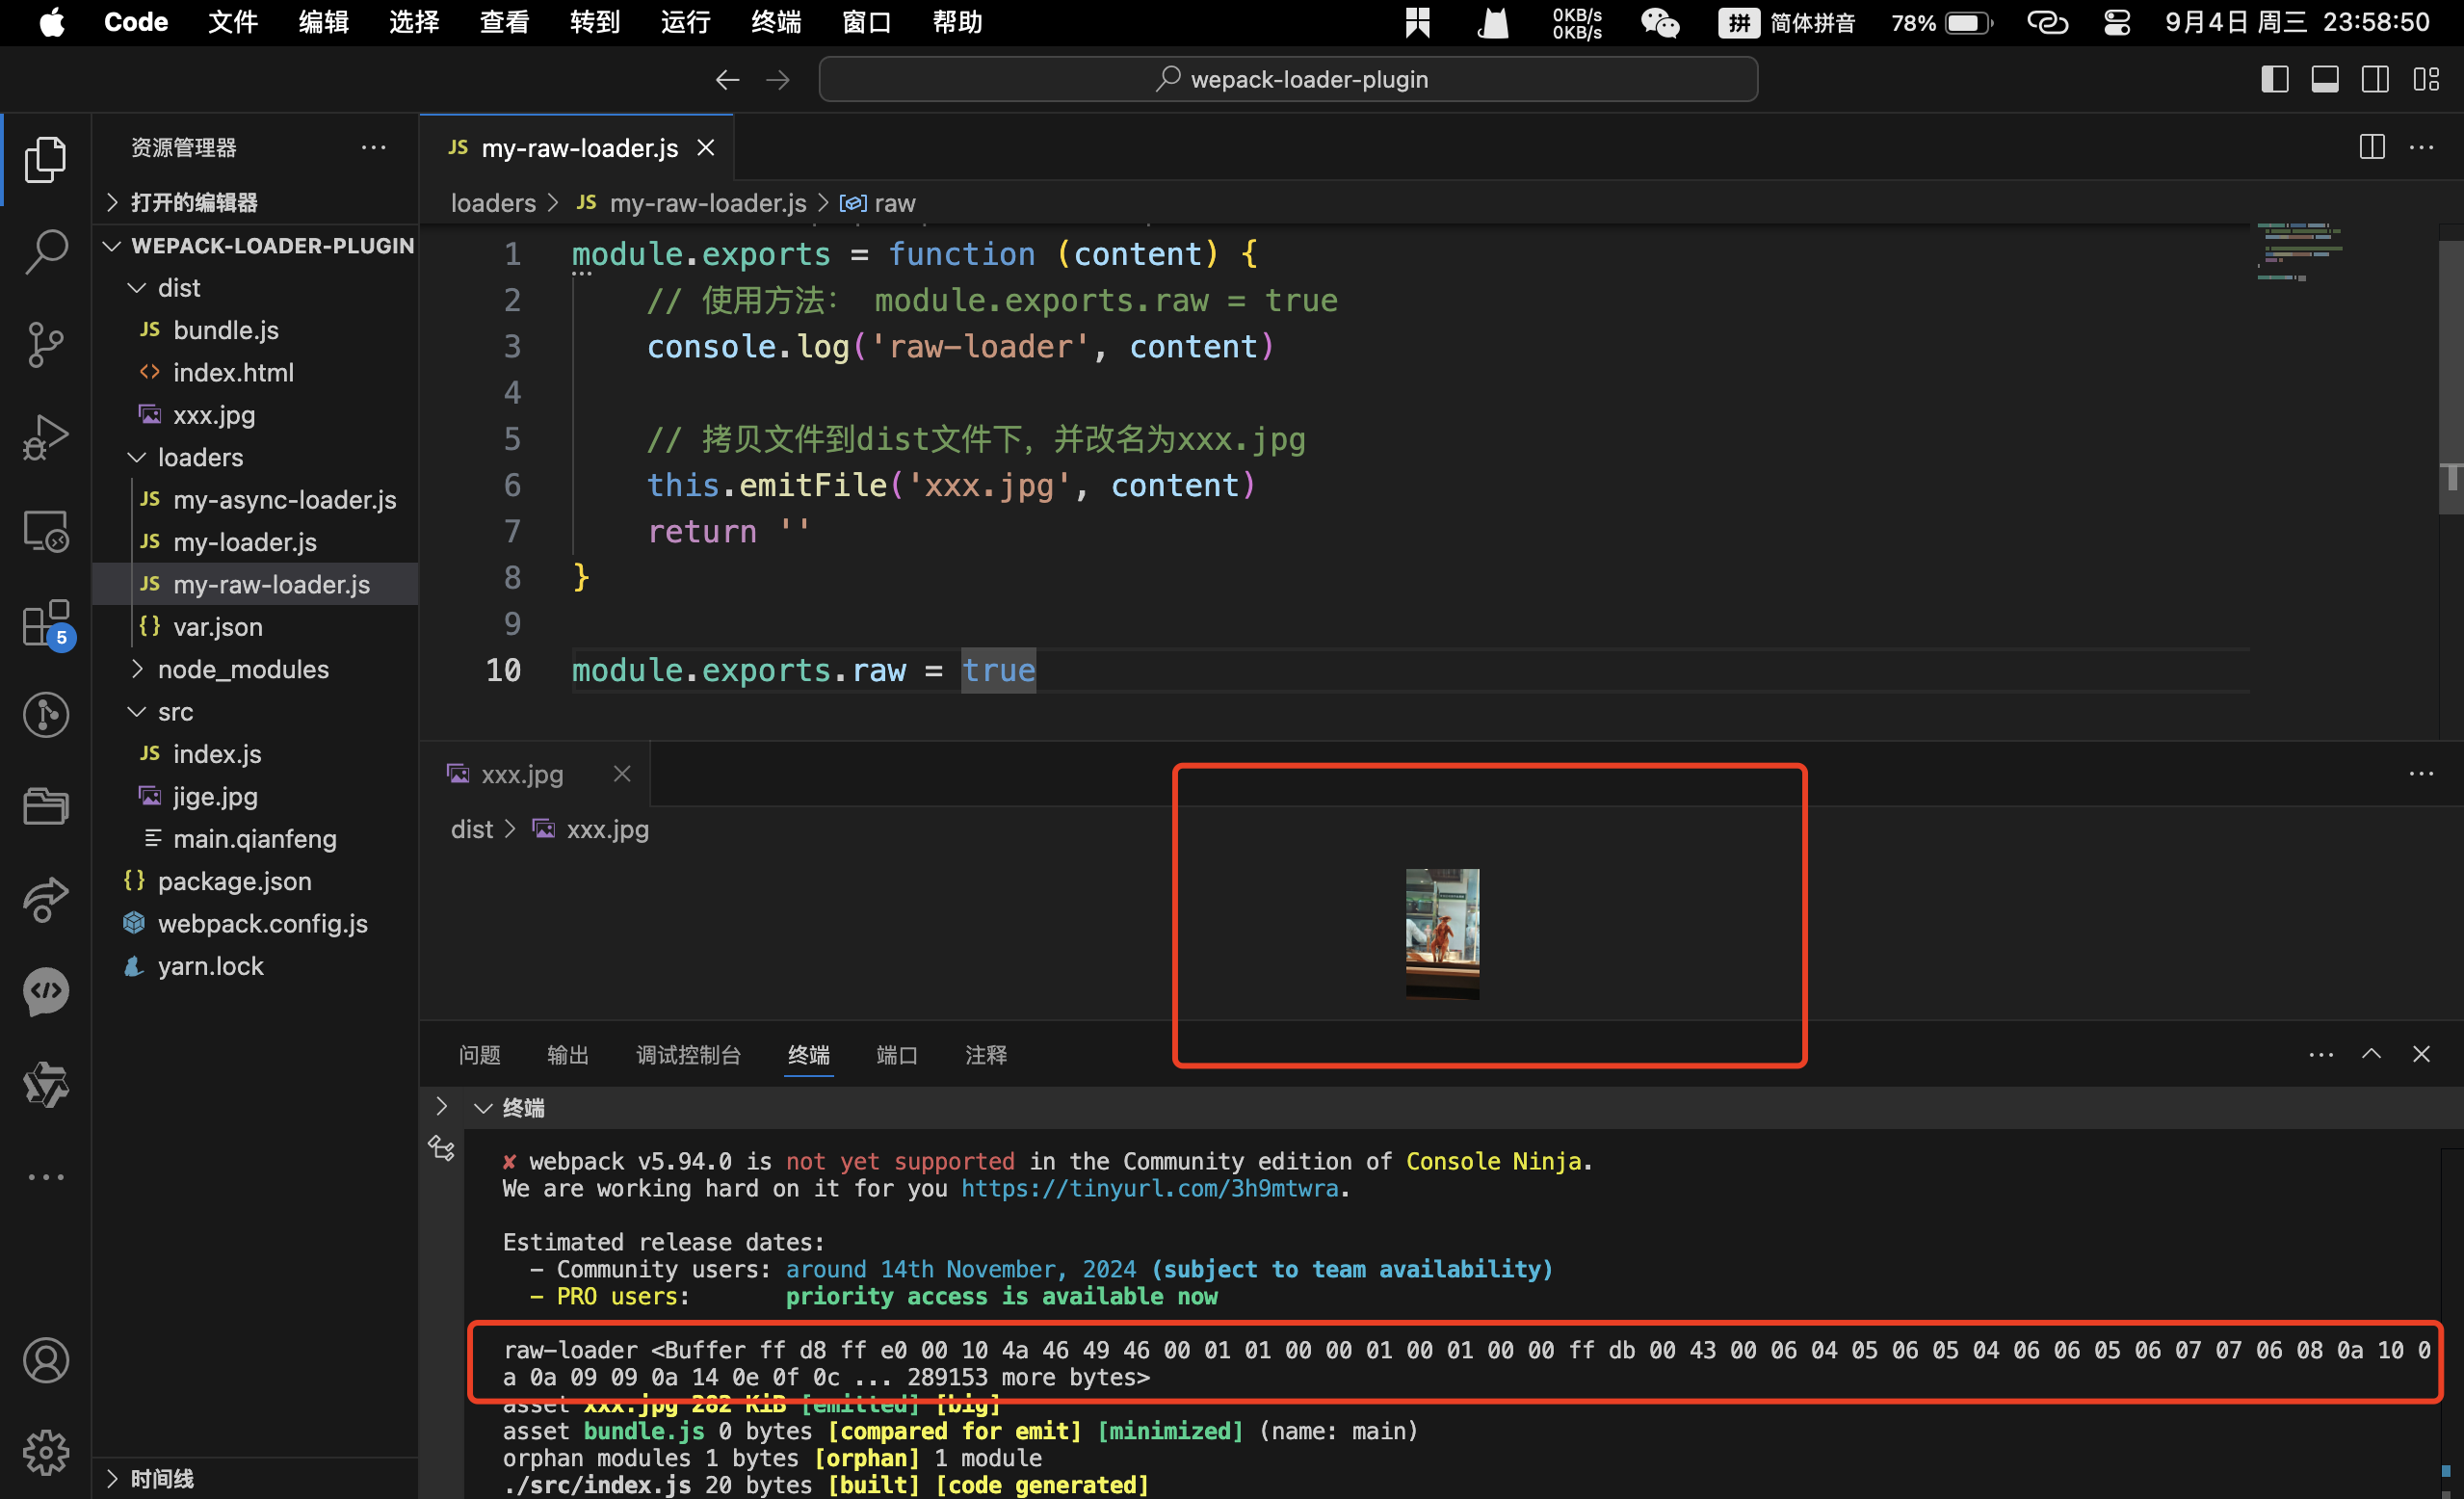 Code 文件 编辑 选择 查看 转到 运行 终端 窗口 帮助 0KB/s 0KB/s 拼 简体拼音 78% 9月4日 周三 23:58:50
wepack-loader-plugin
资源管理器
打开的编辑器
WEPACK-LOADER-PLUGIN
dist
JS bundle.js
<> index.html
xxx.jpg
loaders
JS my-async-loader.js
JS my-loader.js
JS my-raw-loader.js
{} var.json
node_modules
src
JS index.js
jige.jpg
main.qianfeng
{} package.json
webpack.config.js
yarn.lock
时间线
5
JS my-raw-loader.js
loaders > JS my-raw-loader.js > raw
1 module.exports = function (content) {
2 // 使用方法： module.exports.raw = true
3 console.log('raw-loader', content)
4
5 // 拷贝文件到dist文件下，并改名为xxx.jpg
6 this.emitFile('xxx.jpg', content)
7 return ''
8 }
9
10 module.exports.raw = true
xxx.jpg
dist > xxx.jpg
问题 输出 调试控制台 终端 端口 注释
终端
✘ webpack v5.94.0 is not yet supported in the Community edition of Console Ninja.
We are working hard on it for you https://tinyurl.com/3h9mtwra.
Estimated release dates:
– Community users: around 14th November, 2024 (subject to team availability)
– PRO users: priority access is available now
raw-loader <Buffer ff d8 ff e0 00 10 4a 46 49 46 00 01 01 00 00 01 00 01 00 00 ff db 00 43 00 06 04 05 06 05 04 06 06 05 06 07 07 06 08 0a 10 0
a 0a 09 09 0a 14 0e 0f 0c ... 289153 more bytes>
asset xxx.jpg 282 KiB [emitted] [big]
asset bundle.js 0 bytes [compared for emit] [minimized] (name: main)
orphan modules 1 bytes [orphan] 1 module
./src/index.js 20 bytes [built] [code generated]